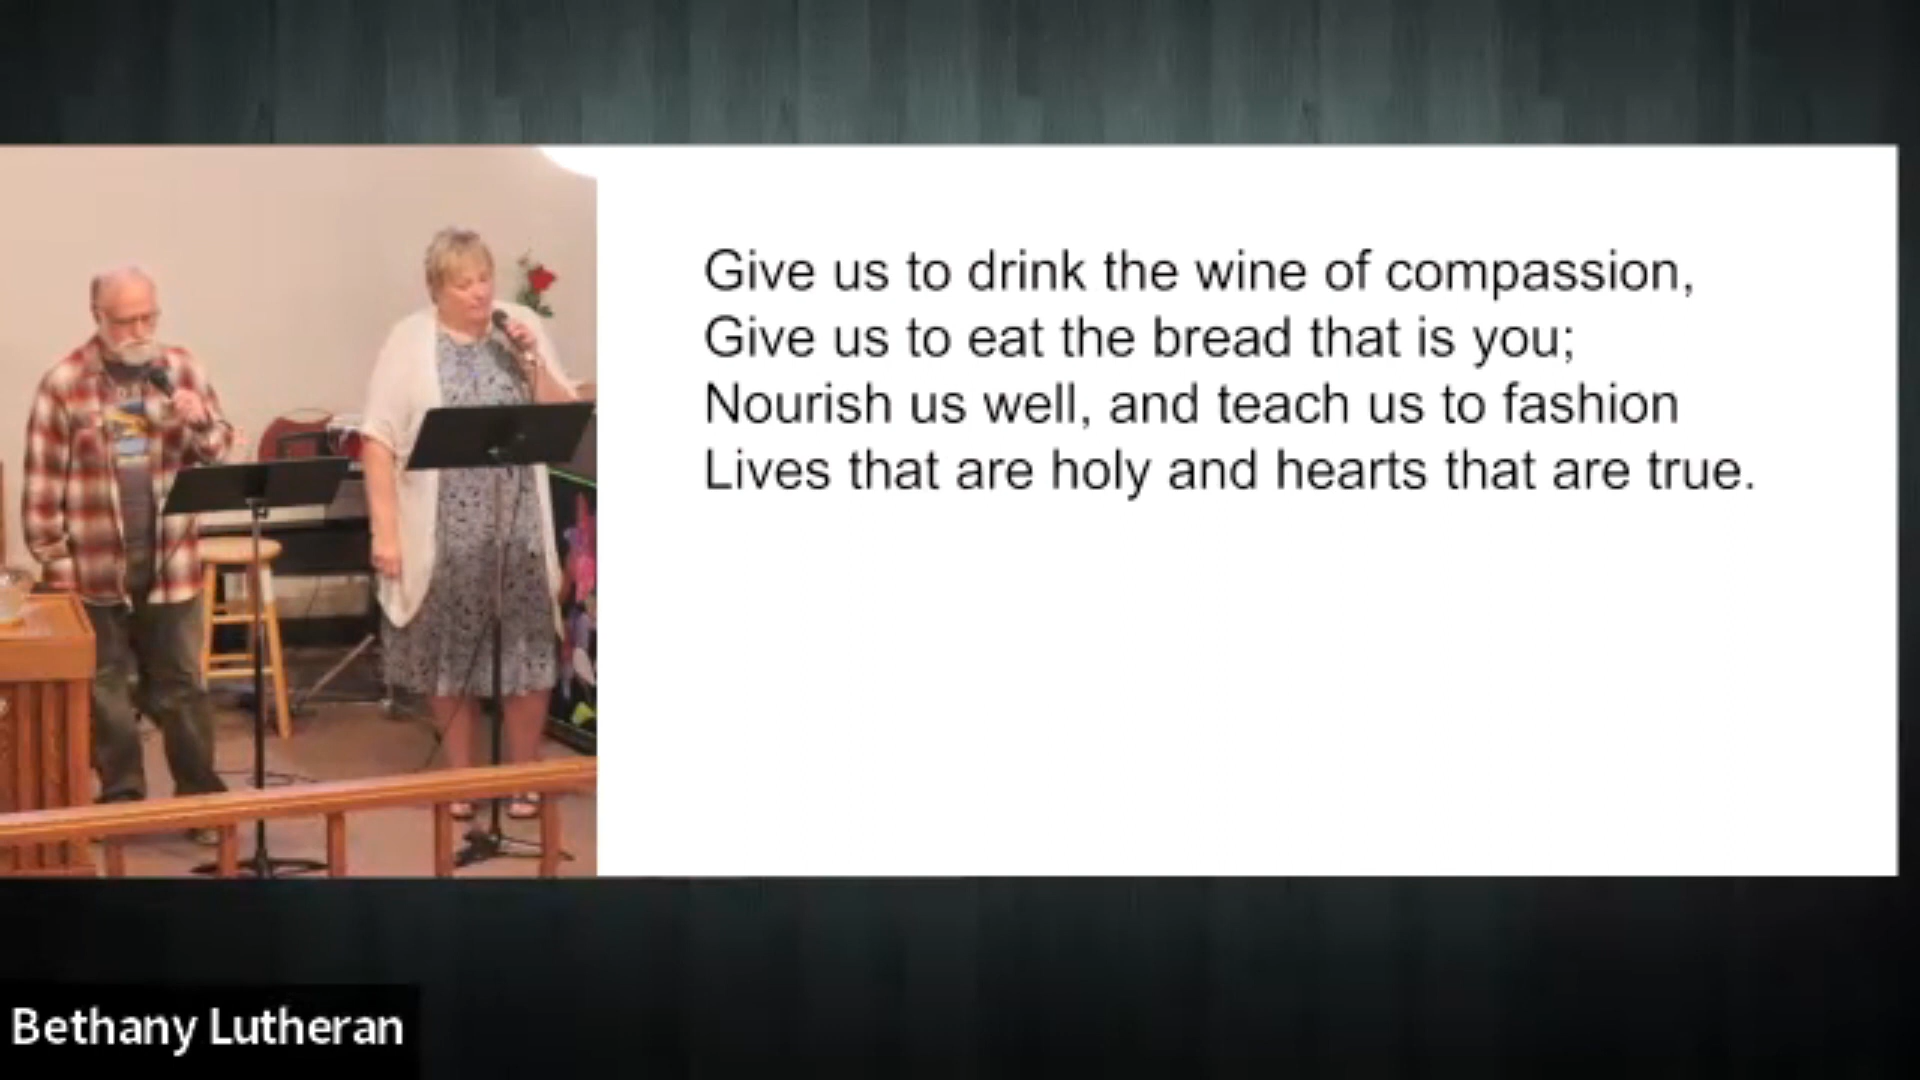 Give us to drink the wine of compassion,
Give us to eat the bread that is you;
Nourish us well, and teach us to fashion
Lives that are holy and hearts that are true.
Bethany Lutheran